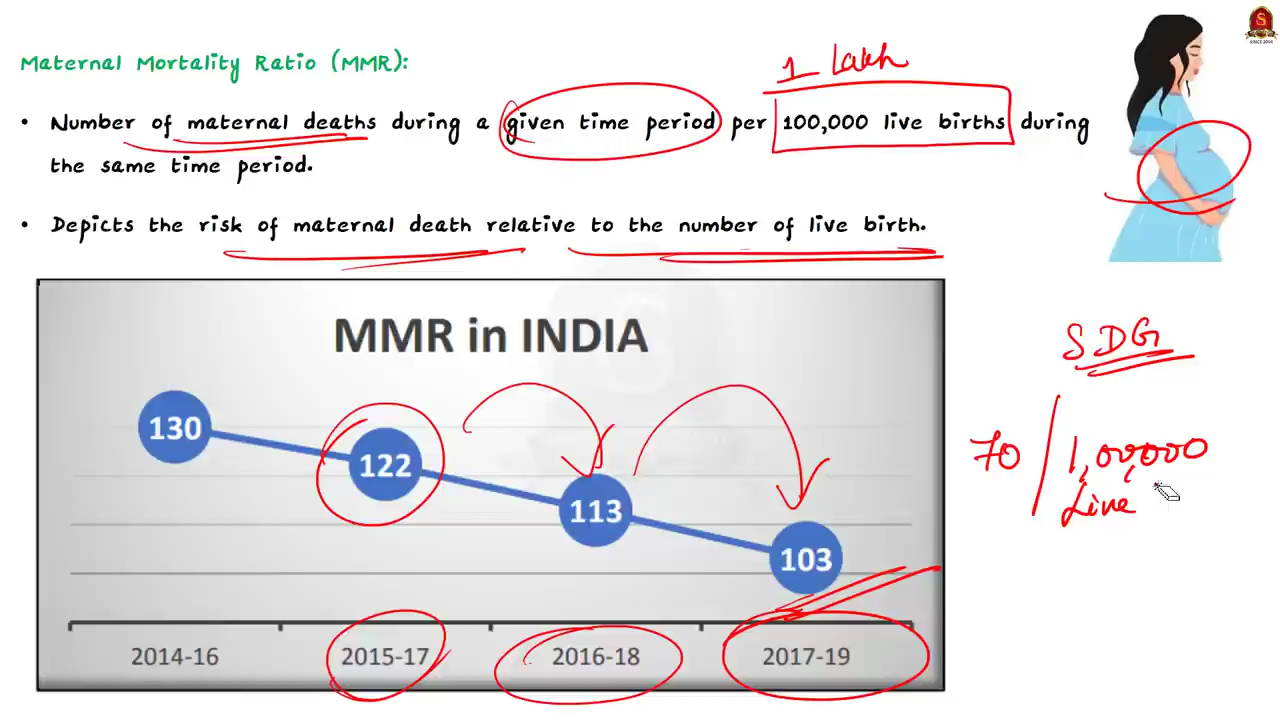 Maternal Mortality Ratio (MMR):
1 Lakh
• Number of maternal deaths during a given time period per 100,000 live births during
the same time period.
• Depicts the risk of maternal death relative to the number of live birth.
S
SINCE 2004
MMR in INDIA
130
122
113
103
2014-16
2015-17
2016-18
2017-19
SDG
70 / 1,00,000
Live